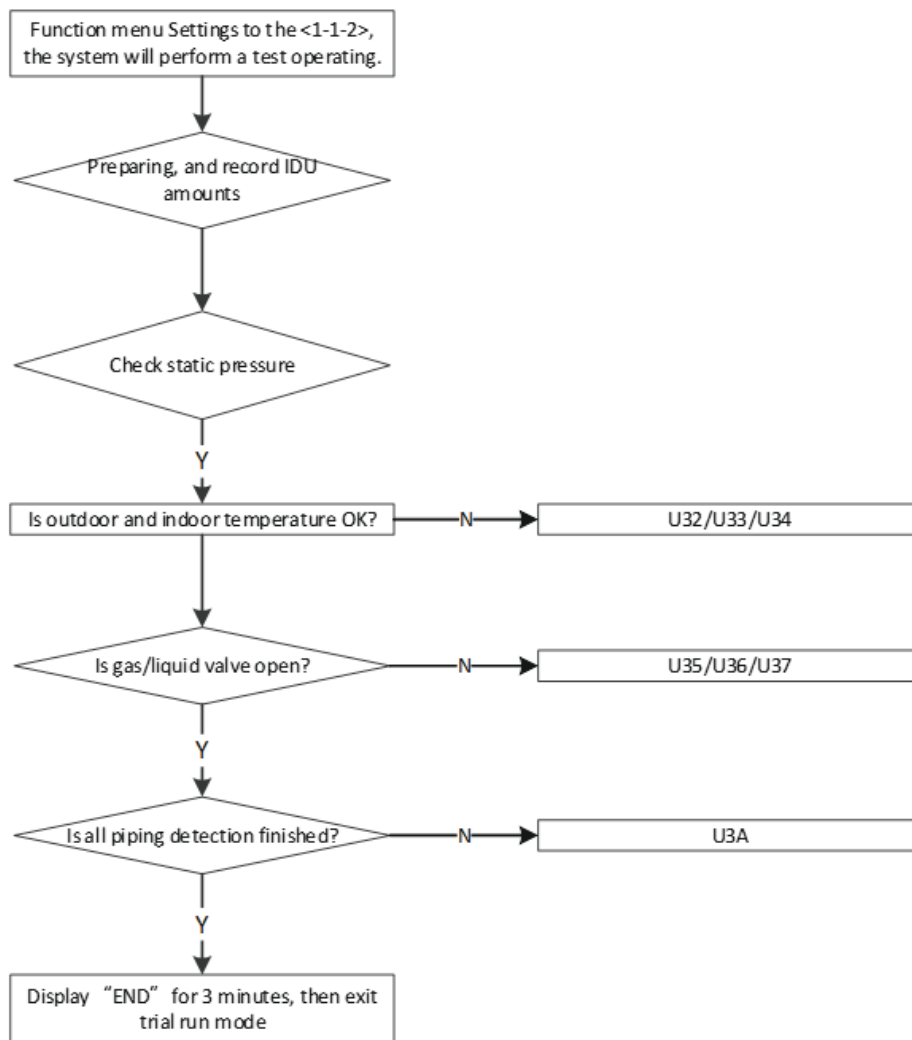 Function menu Settings to the <1-1-2>,
the system will perform a test operating.
Preparing, and record IDU
amounts
Check static pressure
Y
Is outdoor and indoor temperature OK?
N
U32/U33/U34
Is gas/liquid valve open?
N
U35/U36/U37
Y
Is all piping detection finished?
N
U3A
Y
Display “END” for 3 minutes, then exit
trial run mode